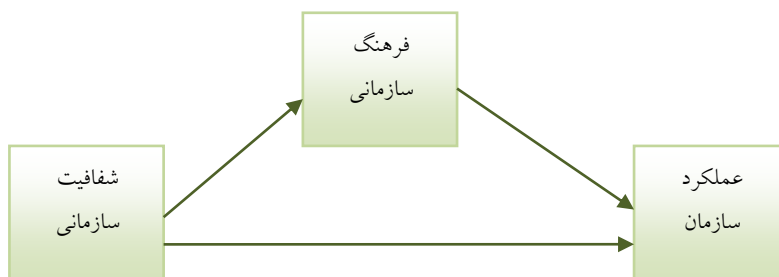 فرهنگ
سازمانی
شفافیت
سازمانی
عملکرد
سازمان